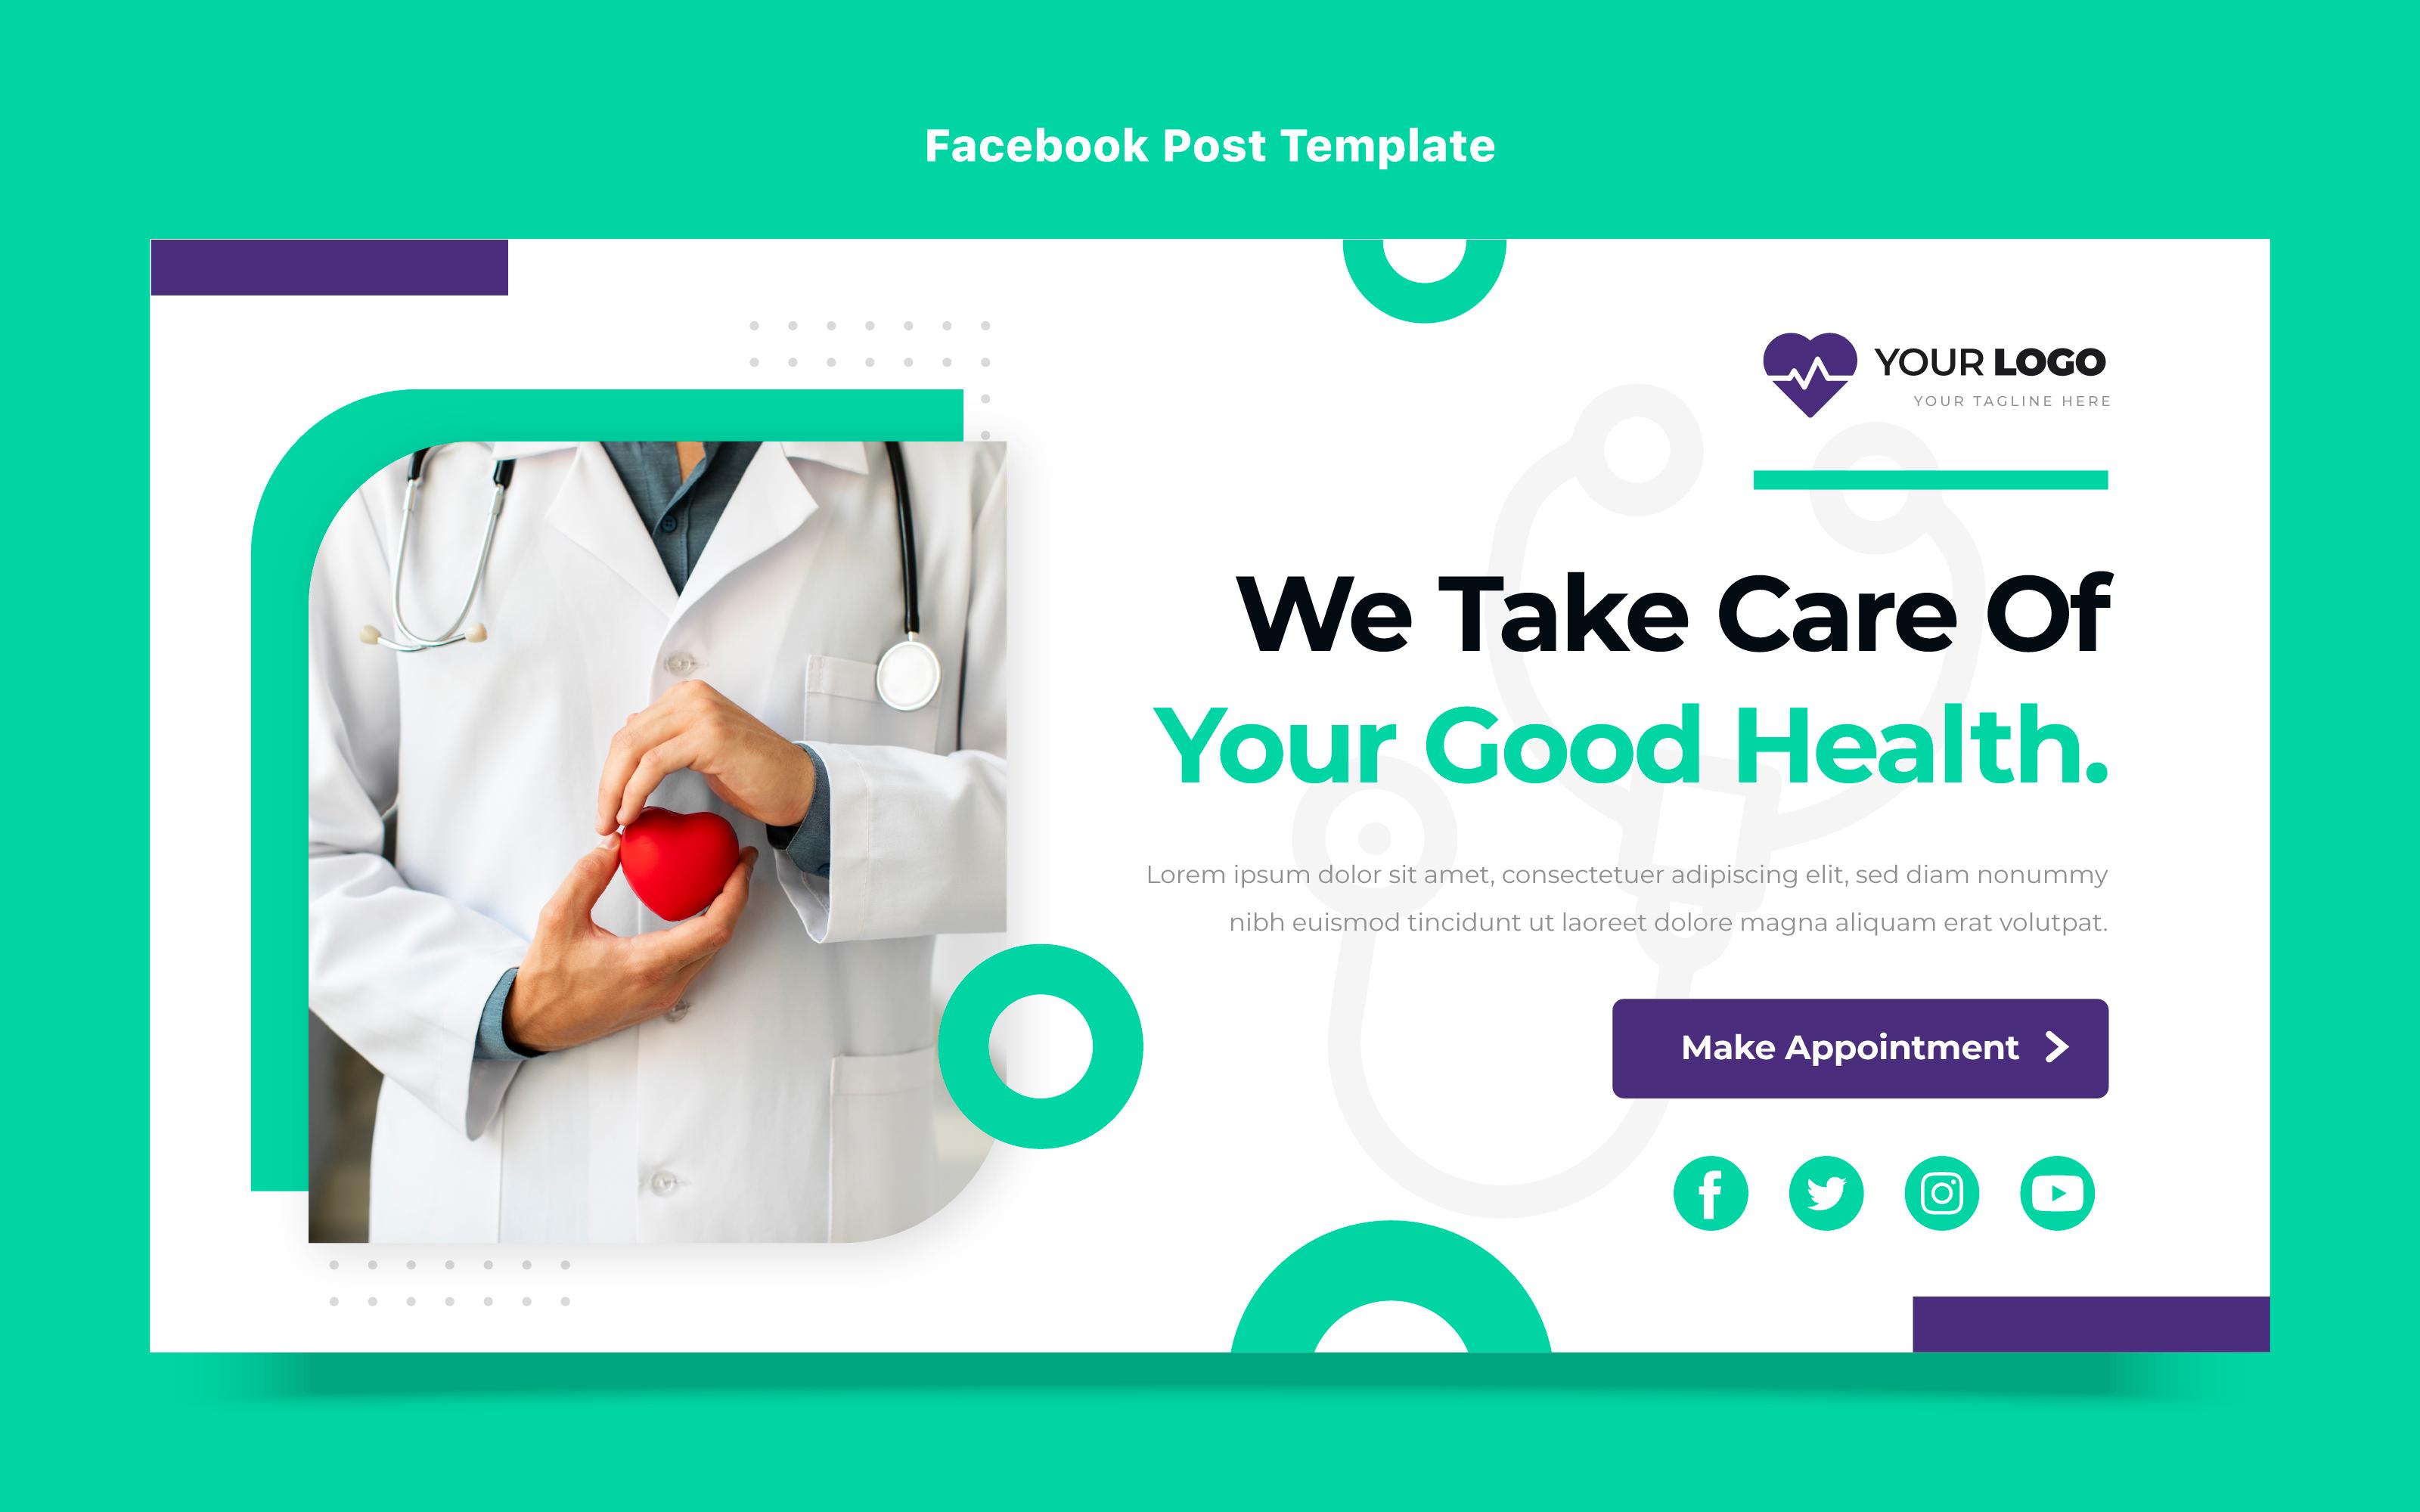 Facebook Post Template
YOUR LOGO
YOUR TAGLINE HERE
We Take Care Of
Your Good Health.
Lorem ipsum dolor sit amet, consectetuer adipiscing elit, sed diam nonummy
nibh euismod tincidunt ut laoreet dolore magna aliquam erat volutpat.
Make Appointment